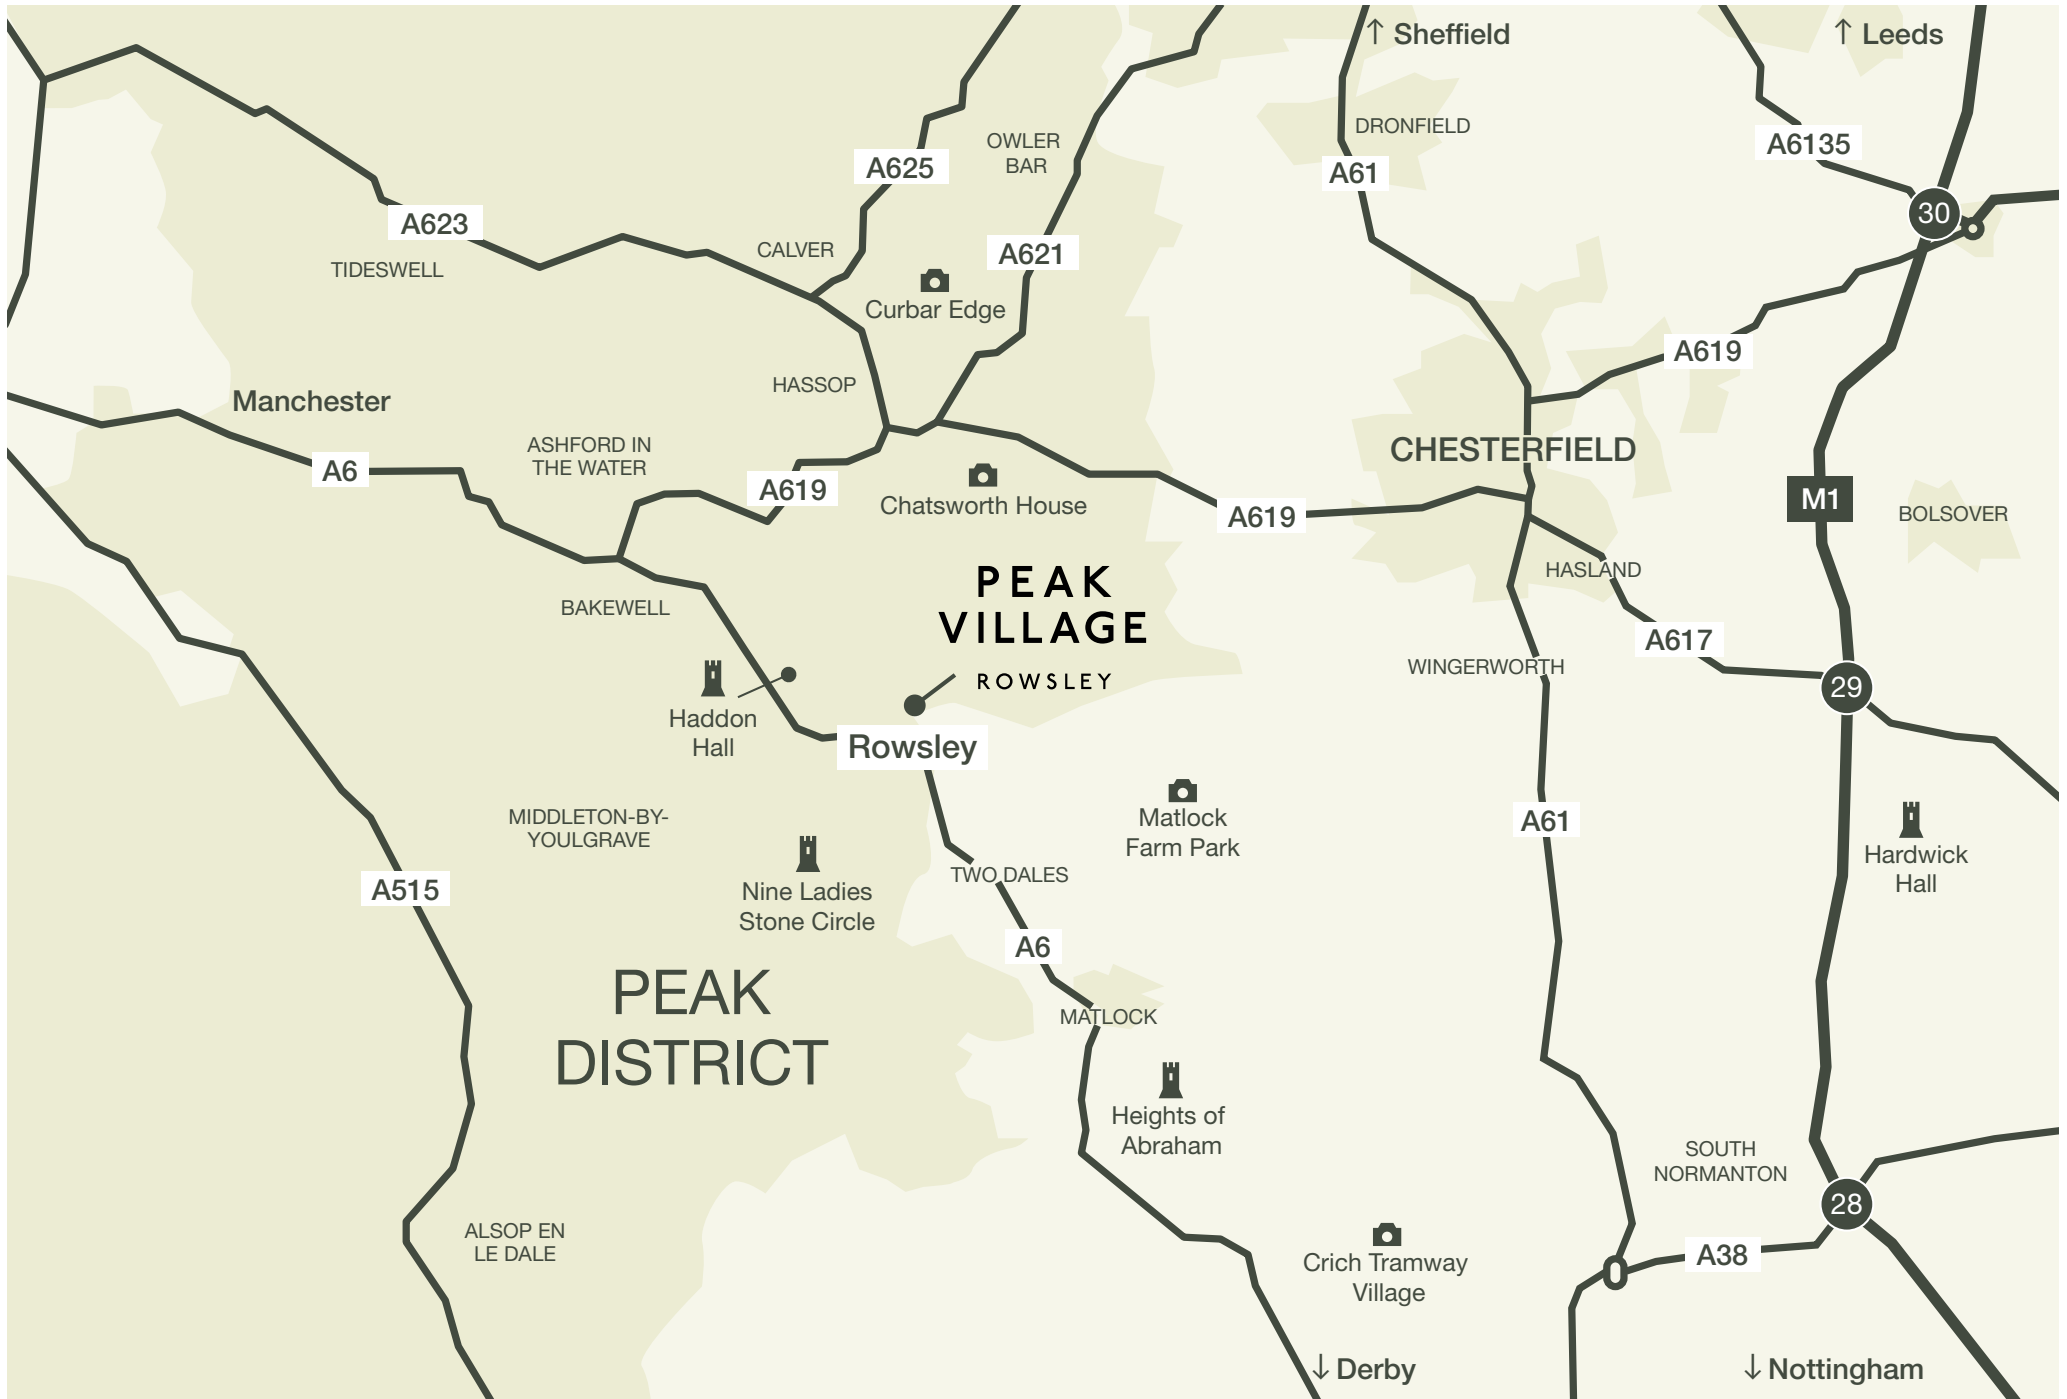 ↑ Sheffield
↑ Leeds
DRONFIELD
A6135
OWLER
BAR
A625
A61
30
A623
CALVER
A621
TIDESWELL
Curbar Edge
A619
HASSOP
Manchester
CHESTERFIELD
ASHFORD IN
THE WATER
A6
A619
Chatsworth House
A619
M1
BOLSOVER
HASLAND
PEAK
VILLAGE
ROWSLEY
BAKEWELL
A617
WINGERWORTH
29
Haddon
Hall
Rowsley
MIDDLETON-BY-
YOULGRAVE
Matlock
Farm Park
A61
Hardwick
Hall
TWO DALES
A515
Nine Ladies
Stone Circle
A6
PEAK
DISTRICT
MATLOCK
Heights of
Abraham
SOUTH
NORMANTON
28
ALSOP EN
LE DALE
A38
Crich Tramway
Village
↓ Derby
↓ Nottingham